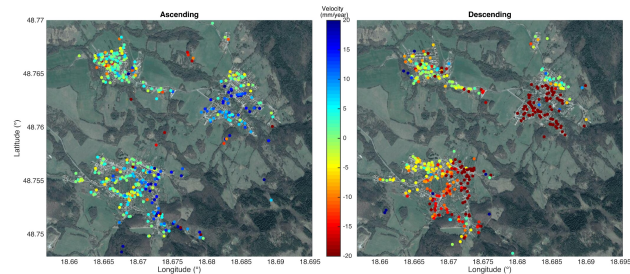 Ascending
Velocity
(mm/year)
Descending
48.77
48.765
48.76
48.755
48.75
Latitude (°)
20
15
10
5
0
-5
-10
-15
-20
18.66 18.665 18.67 18.675 18.68 18.685 18.69 18.695
Longitude (°)
18.66 18.665 18.67 18.675 18.68 18.685 18.69 18.695
Longitude (°)